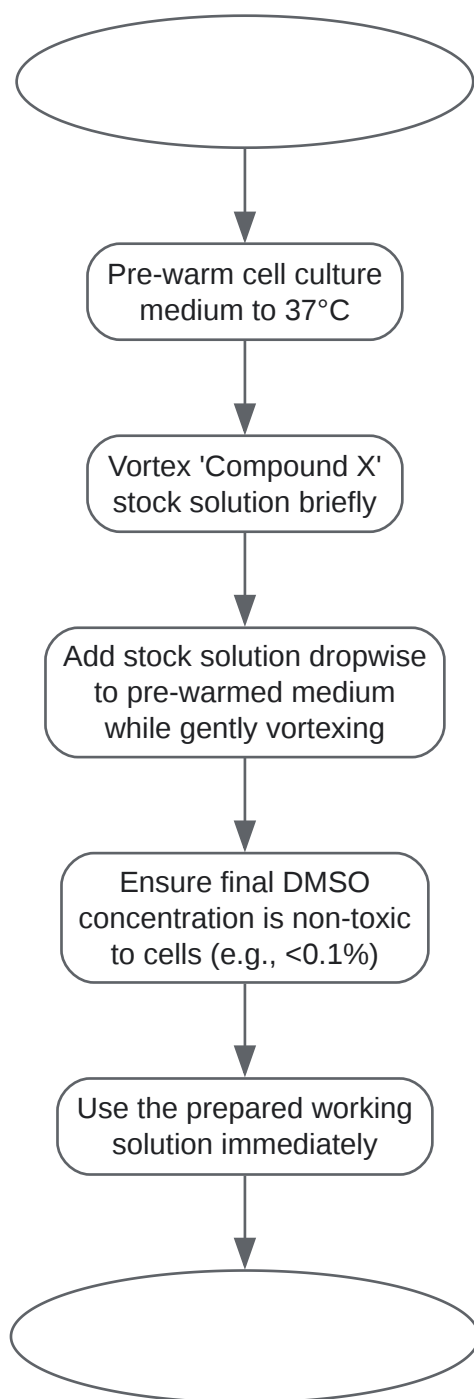 Pre-warm cell culture
medium to 37°C
Vortex 'Compound X'
stock solution briefly
Add stock solution dropwise
to pre-warmed medium
while gently vortexing
Ensure final DMSO
concentration is non-toxic
to cells (e.g., <0.1%)
Use the prepared working
solution immediately